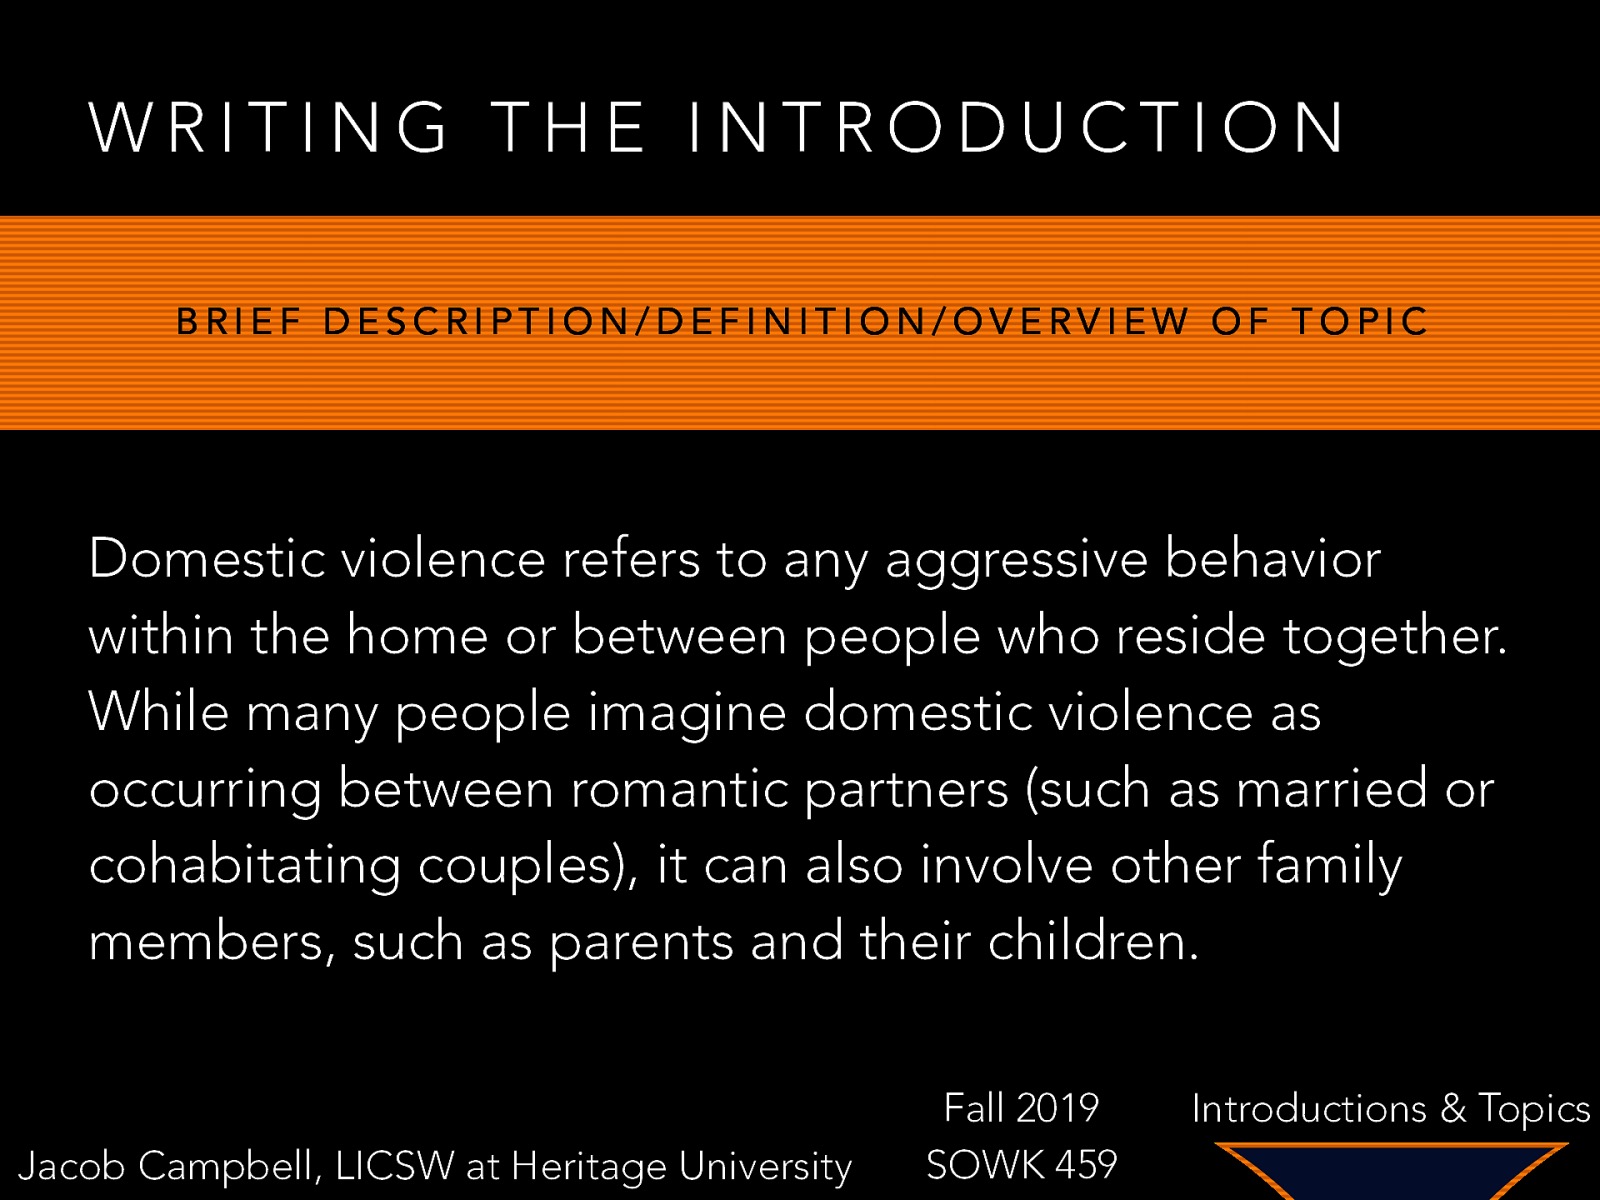 WRITING THE INTRODUCTION
BRIEF DESCRIPTION/DEFINITION/OVERVIEW OF TOPIC
Domestic violence refers to any aggressive behavior
within the home or between people who reside together.
While many people imagine domestic violence as
occurring between romantic partners (such as married or
cohabitating couples), it can also involve other family
members, such as parents and their children.
Jacob Campbell, LICSW at Heritage University
Fall 2019
SOWK 459
Introductions & Topics